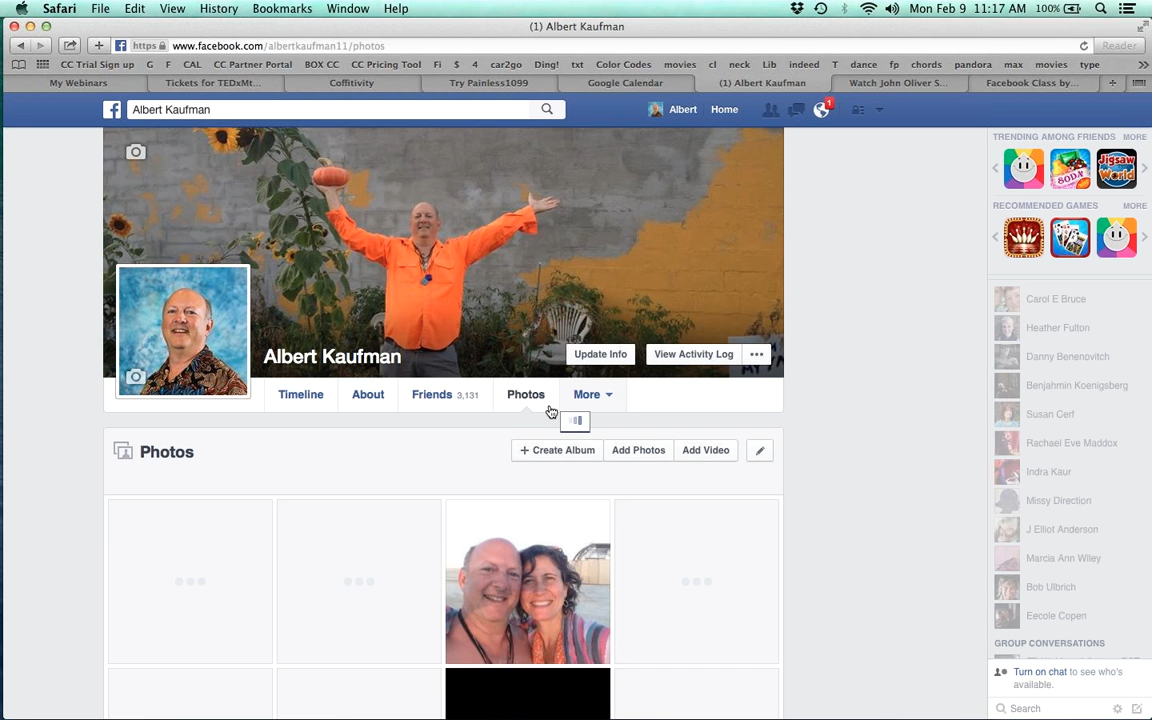 Safari File Edit View History Bookmarks Window Help Mon Feb 9 11:17 AM 100%
(1) Albert Kaufman
https www.facebook.com/albertkaufman11/photos Reader
CC Trial Sign up G F CAL CC Partner Portal BOX CC CC Pricing Tool Fi $ 4 car2go Ding! txt Color Codes movies cl neck Lib indeed T dance fp chords pandora max movies type
My Webinars Tickets for TEDxMt... Coffitivity Try Painless1099 Google Calendar (1) Albert Kaufman Watch John Oliver S... Facebook Class by...
Albert Kaufman Albert Home 1
TRENDING AMONG FRIENDS MORE
SODA Jigsaw World
RECOMMENDED GAMES MORE
Albert Kaufman Update Info View Activity Log
Timeline About Friends 3,131 Photos More
Photos + Create Album Add Photos Add Video
Carol E Bruce
Heather Fulton
Danny Benenovitch
Benjahmin Koenigsberg
Susan Cerf
Rachael Eve Maddox
Indra Kaur
Missy Direction
J Elliot Anderson
Marcia Ann Wiley
Bob Ulbrich
Eecole Copen
GROUP CONVERSATIONS
Turn on chat to see who's
available.
Search